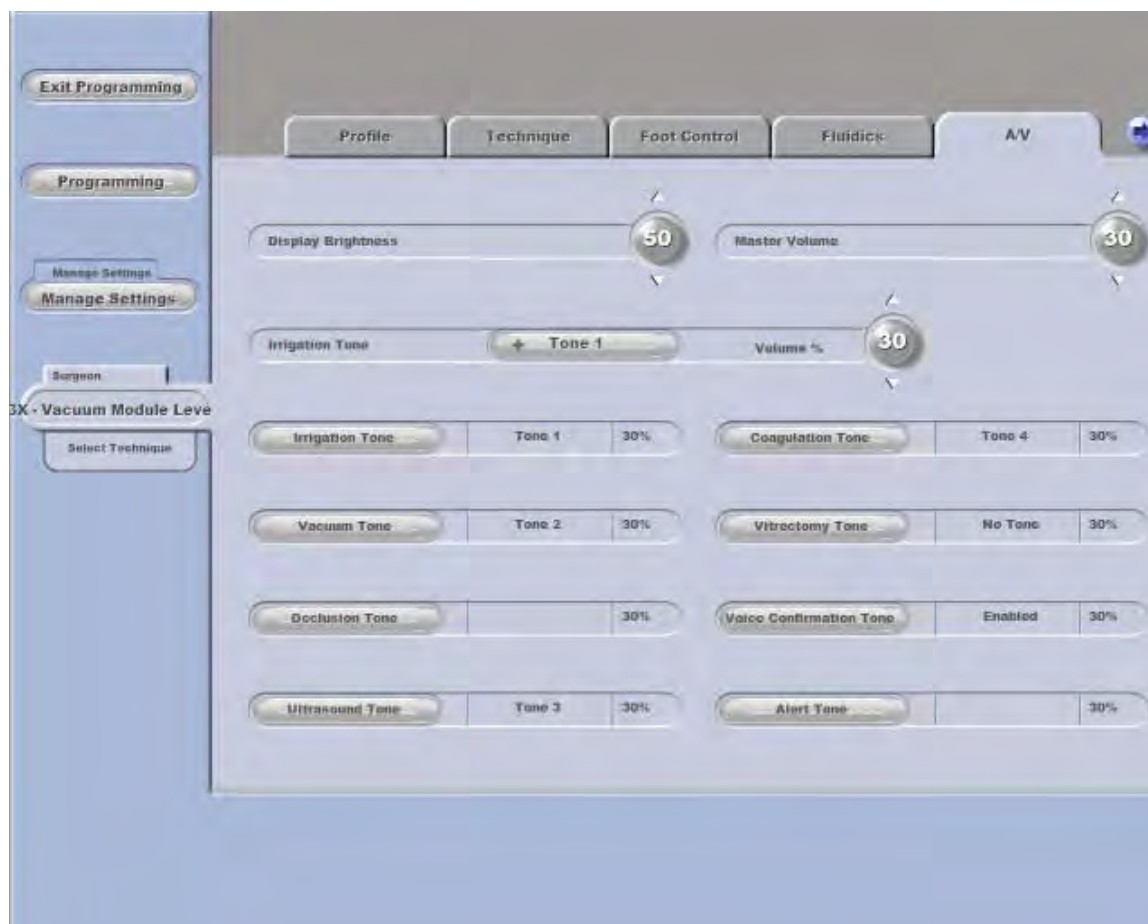 Exit Programming
Programming
Manage Settings
Manage Settings
Surgeon
3X - Vacuum Module Leve
Select Technique
Profile
Technique
Foot Control
Fluidics
A/V
Display Brightness 50
Master Volume 30
Irrigation Tone + Tone 1 Volume % 30
Irrigation Tone Tone 1 30%
Coagulation Tone Tone 4 30%
Vacuum Tone Tone 2 30%
Vitrectomy Tone No Tone 30%
Occlusion Tone 30%
Voice Confirmation Tone Enabled 30%
Ultrasound Tone Tone 3 30%
Alert Tone 30%